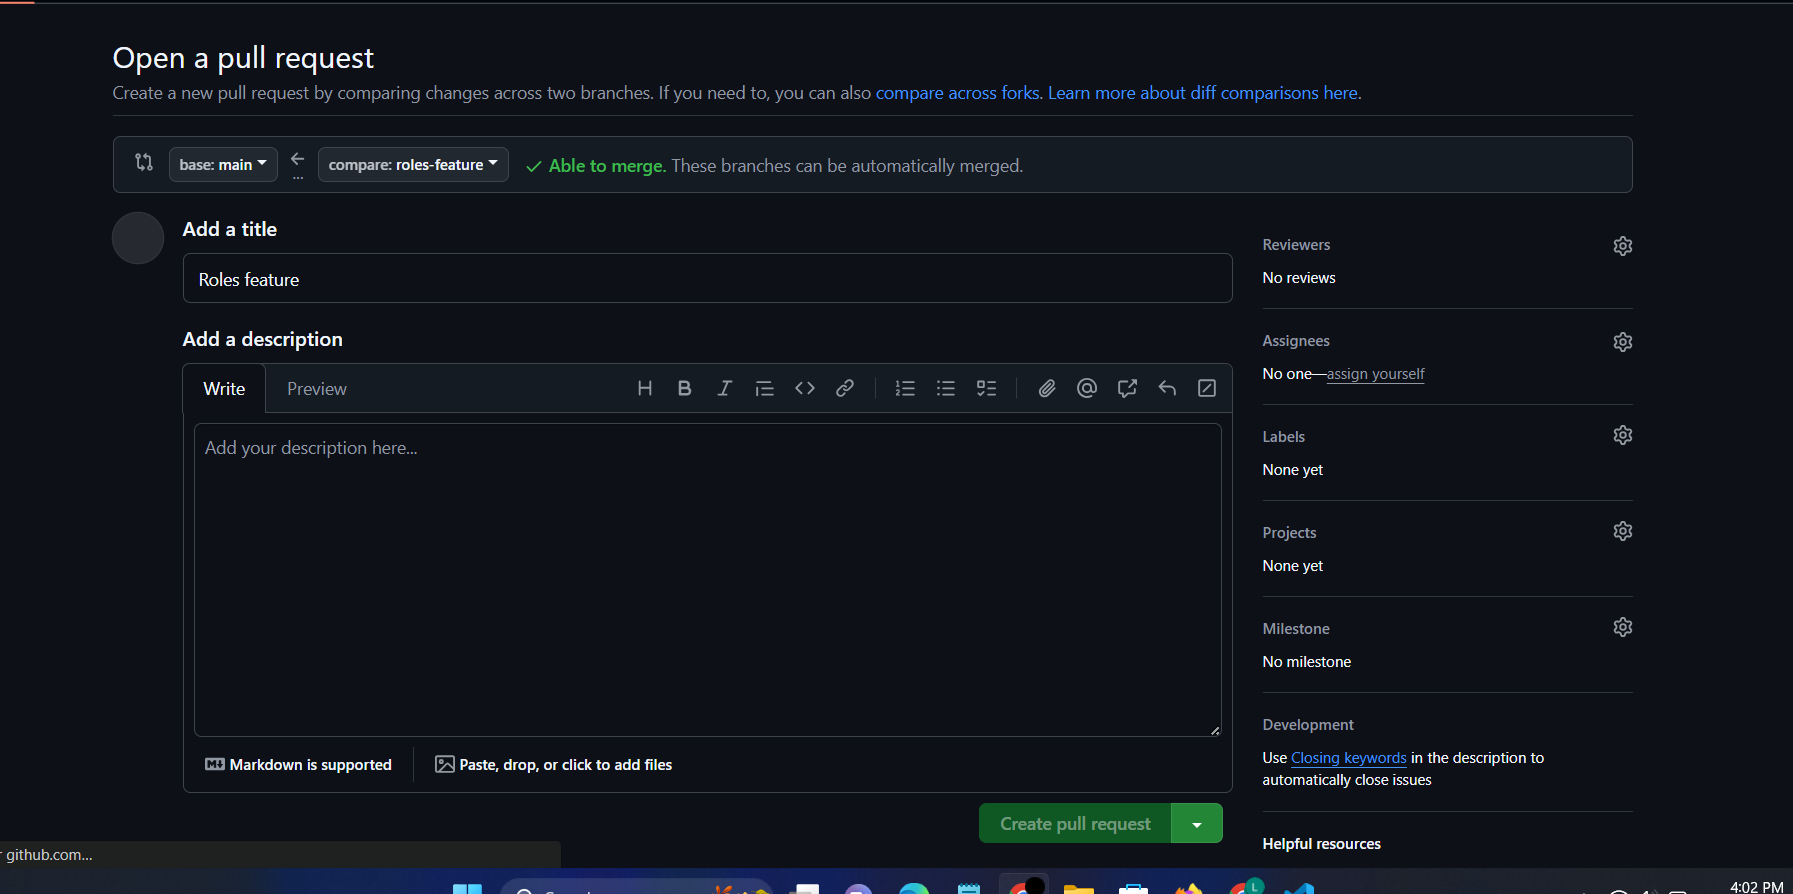 Open a pull request
Create a new pull request by comparing changes across two branches. If you need to, you can also compare across forks. Learn more about diff comparisons here.
base: main
...
compare: roles-feature
Able to merge. These branches can be automatically merged.
Add a title
Roles feature
Add a description
Write
Preview
Add your description here...
Markdown is supported
Paste, drop, or click to add files
Create pull request
Reviewers
No reviews
Assignees
No one—assign yourself
Labels
None yet
Projects
None yet
Milestone
No milestone
Development
Use Closing keywords in the description to
automatically close issues
Helpful resources
github.com...
L
4:02 PM